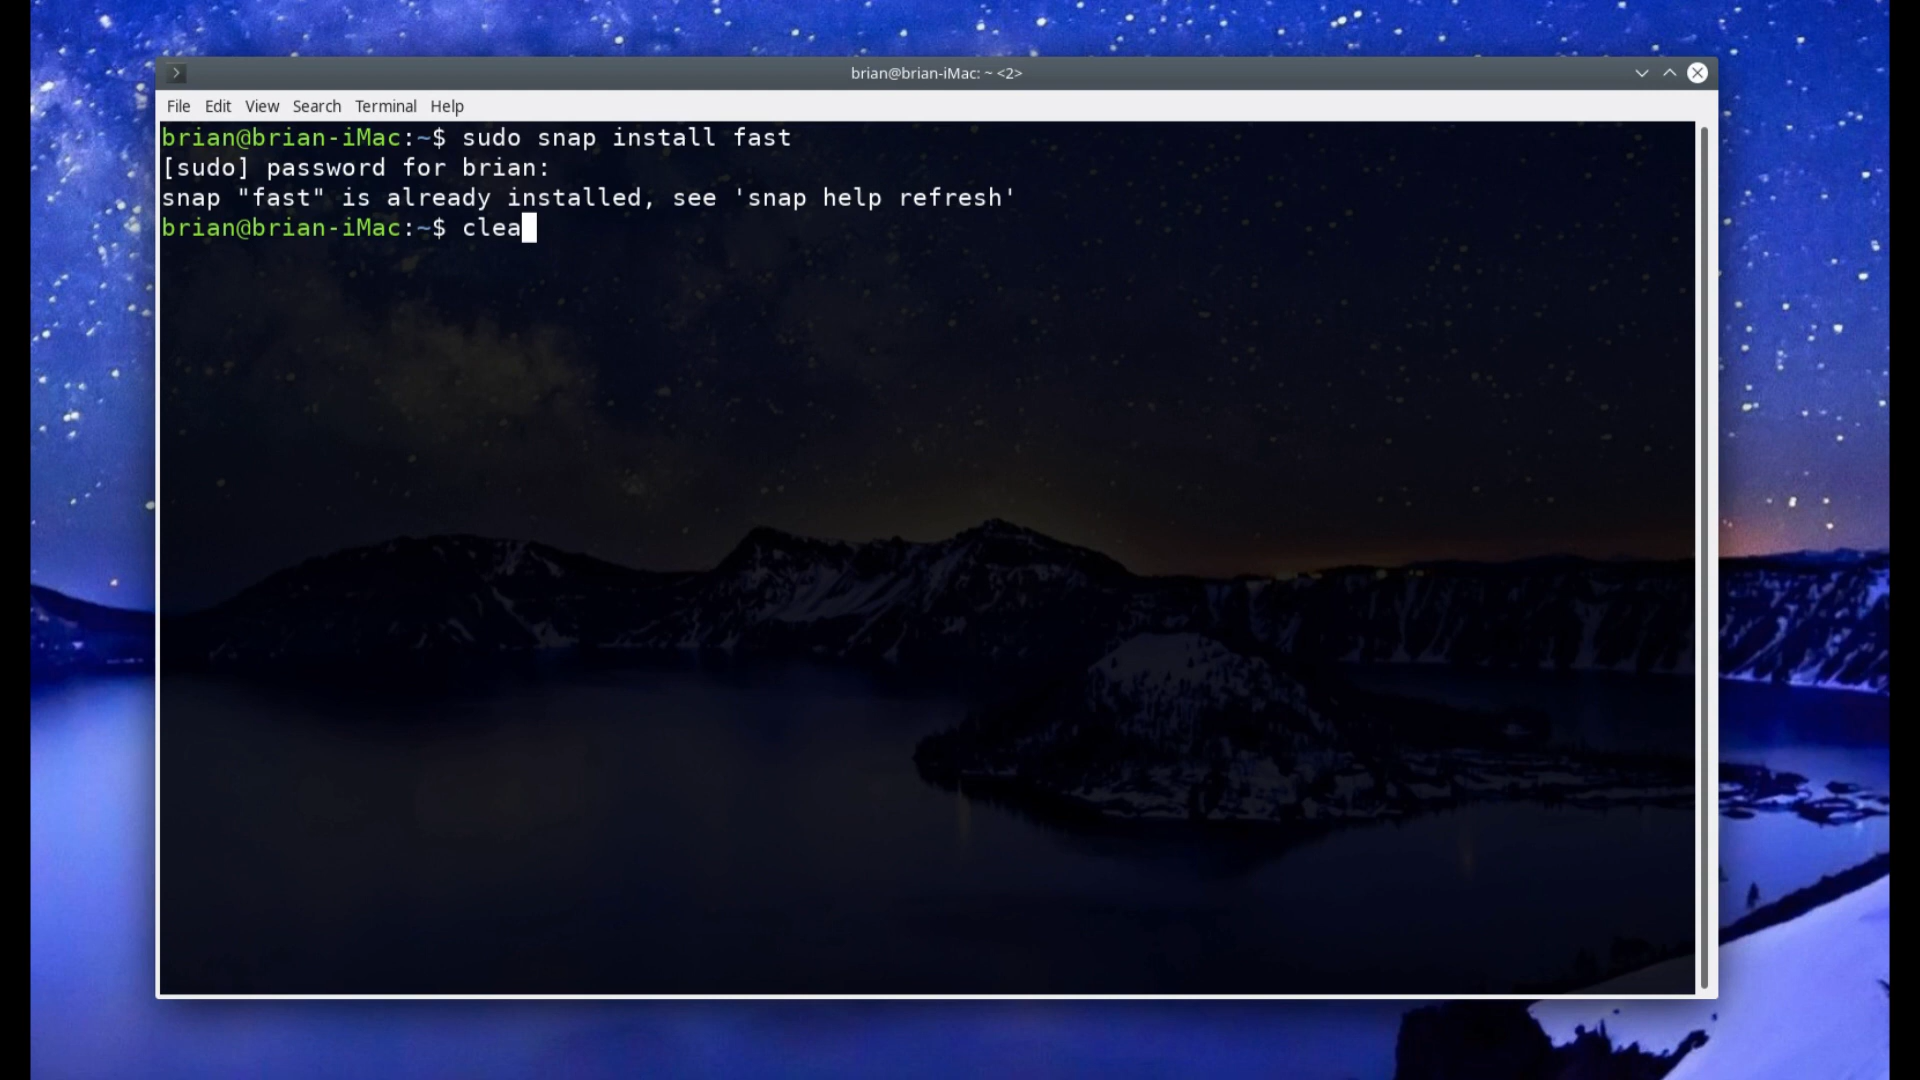 brian@brian-iMac: ~ <2>
File Edit View Search Terminal Help
brian@brian-iMac:~$ sudo snap install fast
[sudo] password for brian:
snap "fast" is already installed, see 'snap help refresh'
brian@brian-iMac:~$ clea